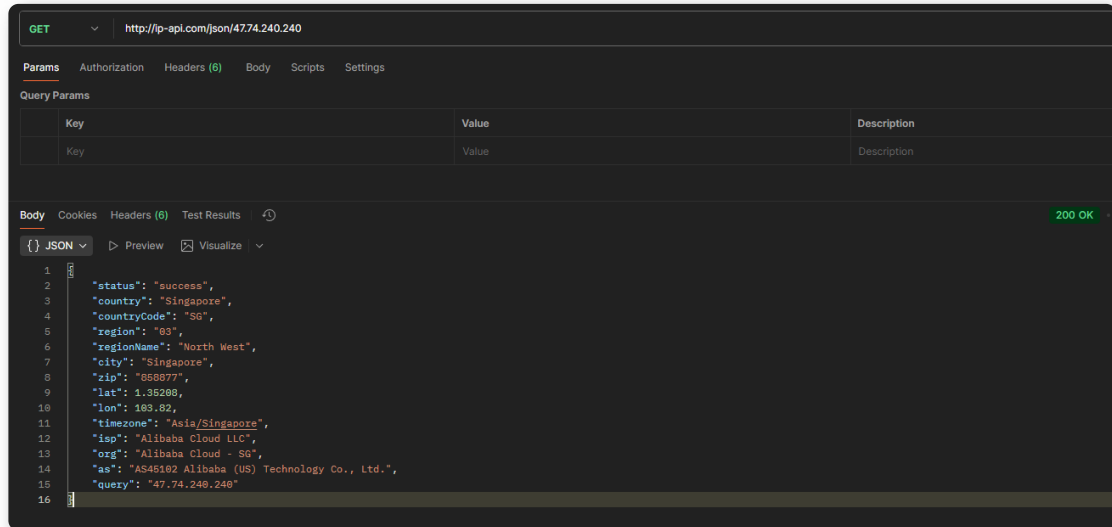 GET http://ip-api.com/json/47.74.240.240
Params Authorization Headers (6) Body Scripts Settings
Query Params
Key Value Description
Key Value Description
Body Cookies Headers (6) Test Results 200 OK
{} JSON Preview Visualize
1 {
2 "status": "success",
3 "country": "Singapore",
4 "countryCode": "SG",
5 "region": "03",
6 "regionName": "North West",
7 "city": "Singapore",
8 "zip": "858877",
9 "lat": 1.35208,
10 "lon": 103.82,
11 "timezone": "Asia/Singapore",
12 "isp": "Alibaba Cloud LLC",
13 "org": "Alibaba Cloud - SG",
14 "as": "AS45102 Alibaba (US) Technology Co., Ltd.",
15 "query": "47.74.240.240"
16 }